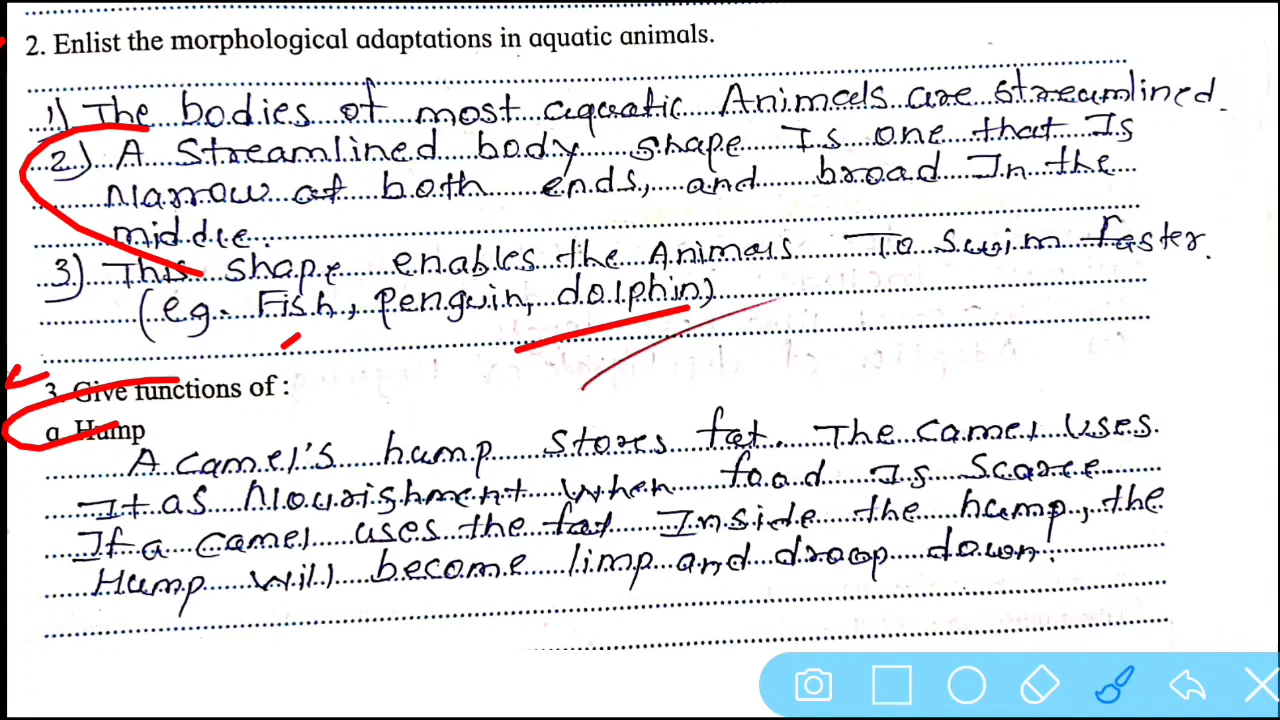 2. Enlist the morphological adaptations in aquatic animals.
1) The bodies of most aquatic Animals are streamlined.
2) A Streamlined body shape Is one that Is
Narrow at both ends, and broad In the
middle.
3) This shape enables the Animals To swim faster.
(eg. Fish, penguin, dolphin)
3. Give functions of :
a. Hump
A camel's hump stores fat. The camel uses
It as Nourishment when food Is scarce
If a camel uses the fat Inside the hump, the
Hump will become limp and droop down.